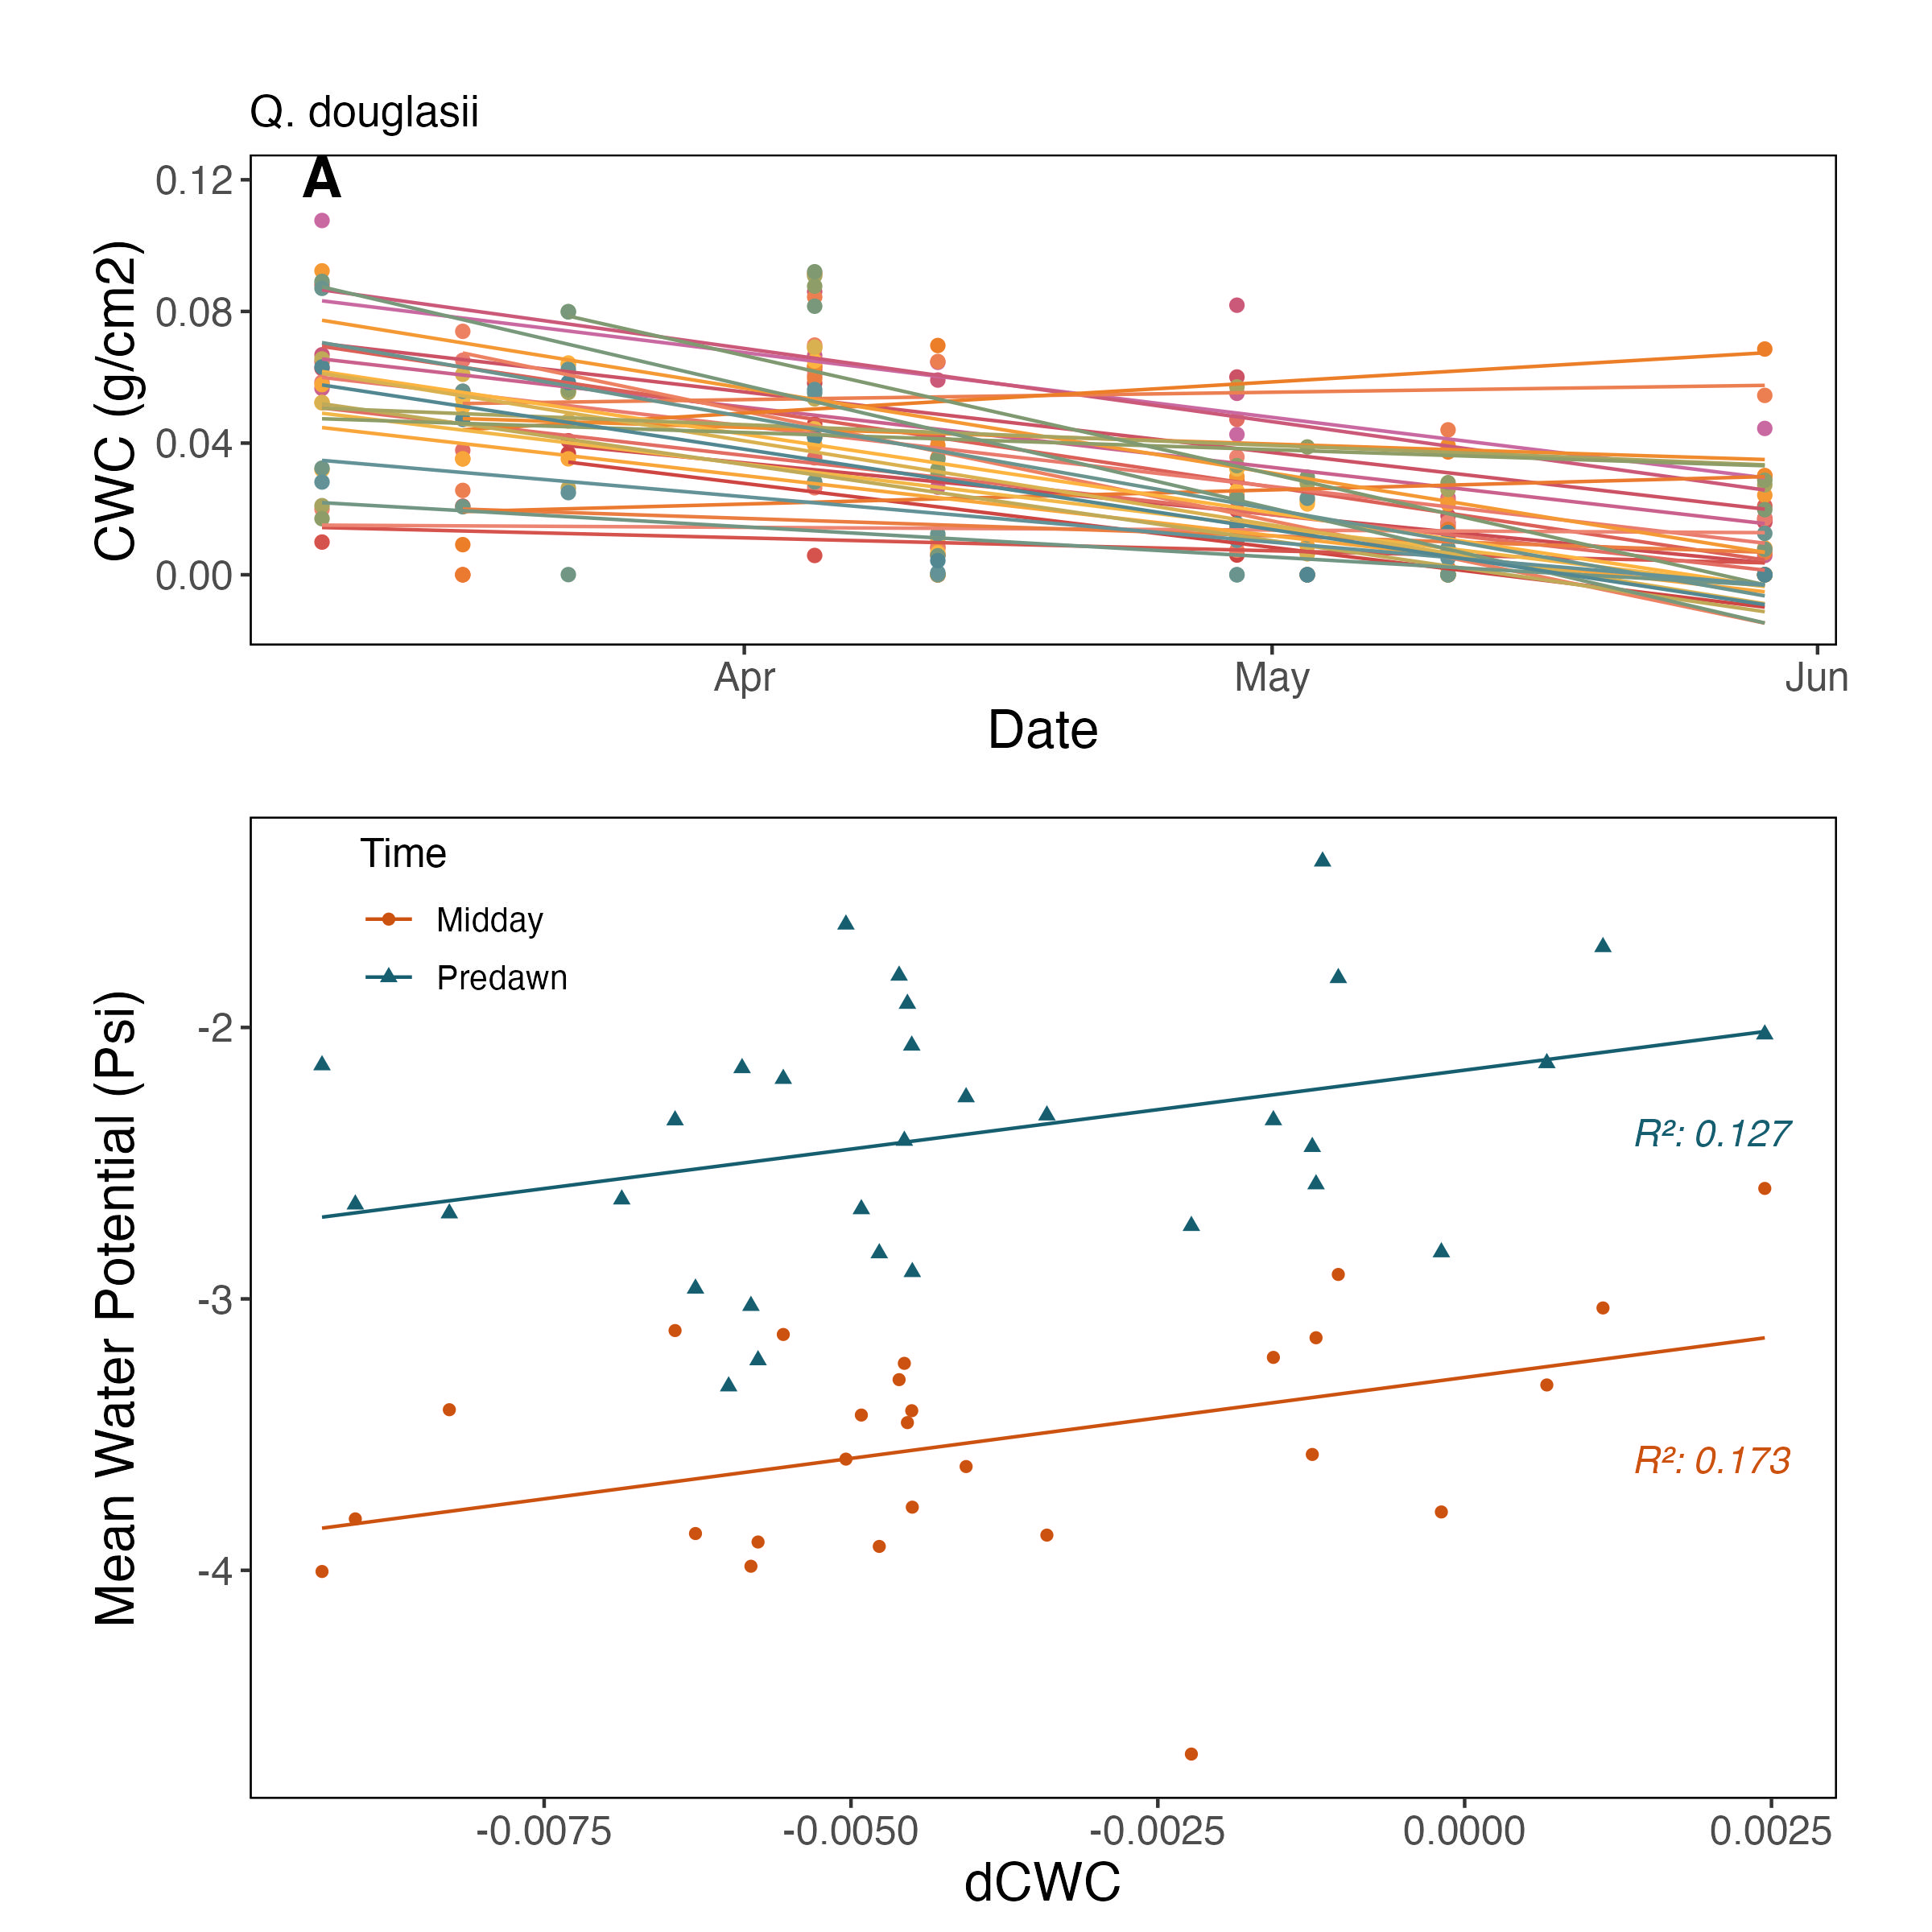 Q. douglasii
A
CWC (g/cm2)
0.12
0.08
0.04
0.00
Apr
May
Jun
Date
Time
Midday
Predawn
Mean Water Potential (Psi)
-2
-3
-4
R²: 0.127
R²: 0.173
-0.0075
-0.0050
-0.0025
0.0000
0.0025
dCWC